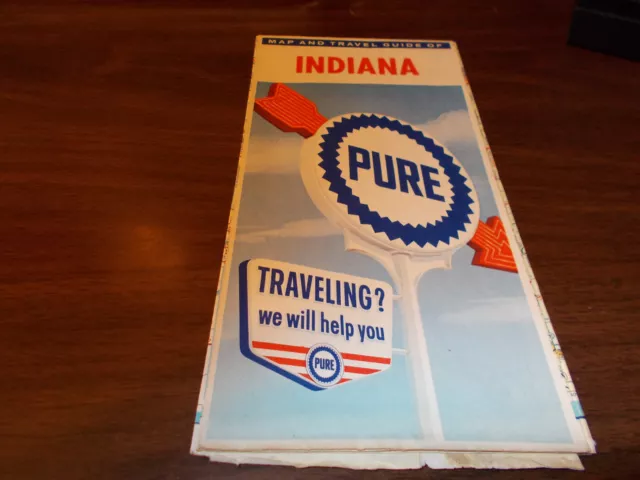 MAP AND TRAVEL GUIDE OF
INDIANA
PURE
TRAVELING?
we will help you
PURE